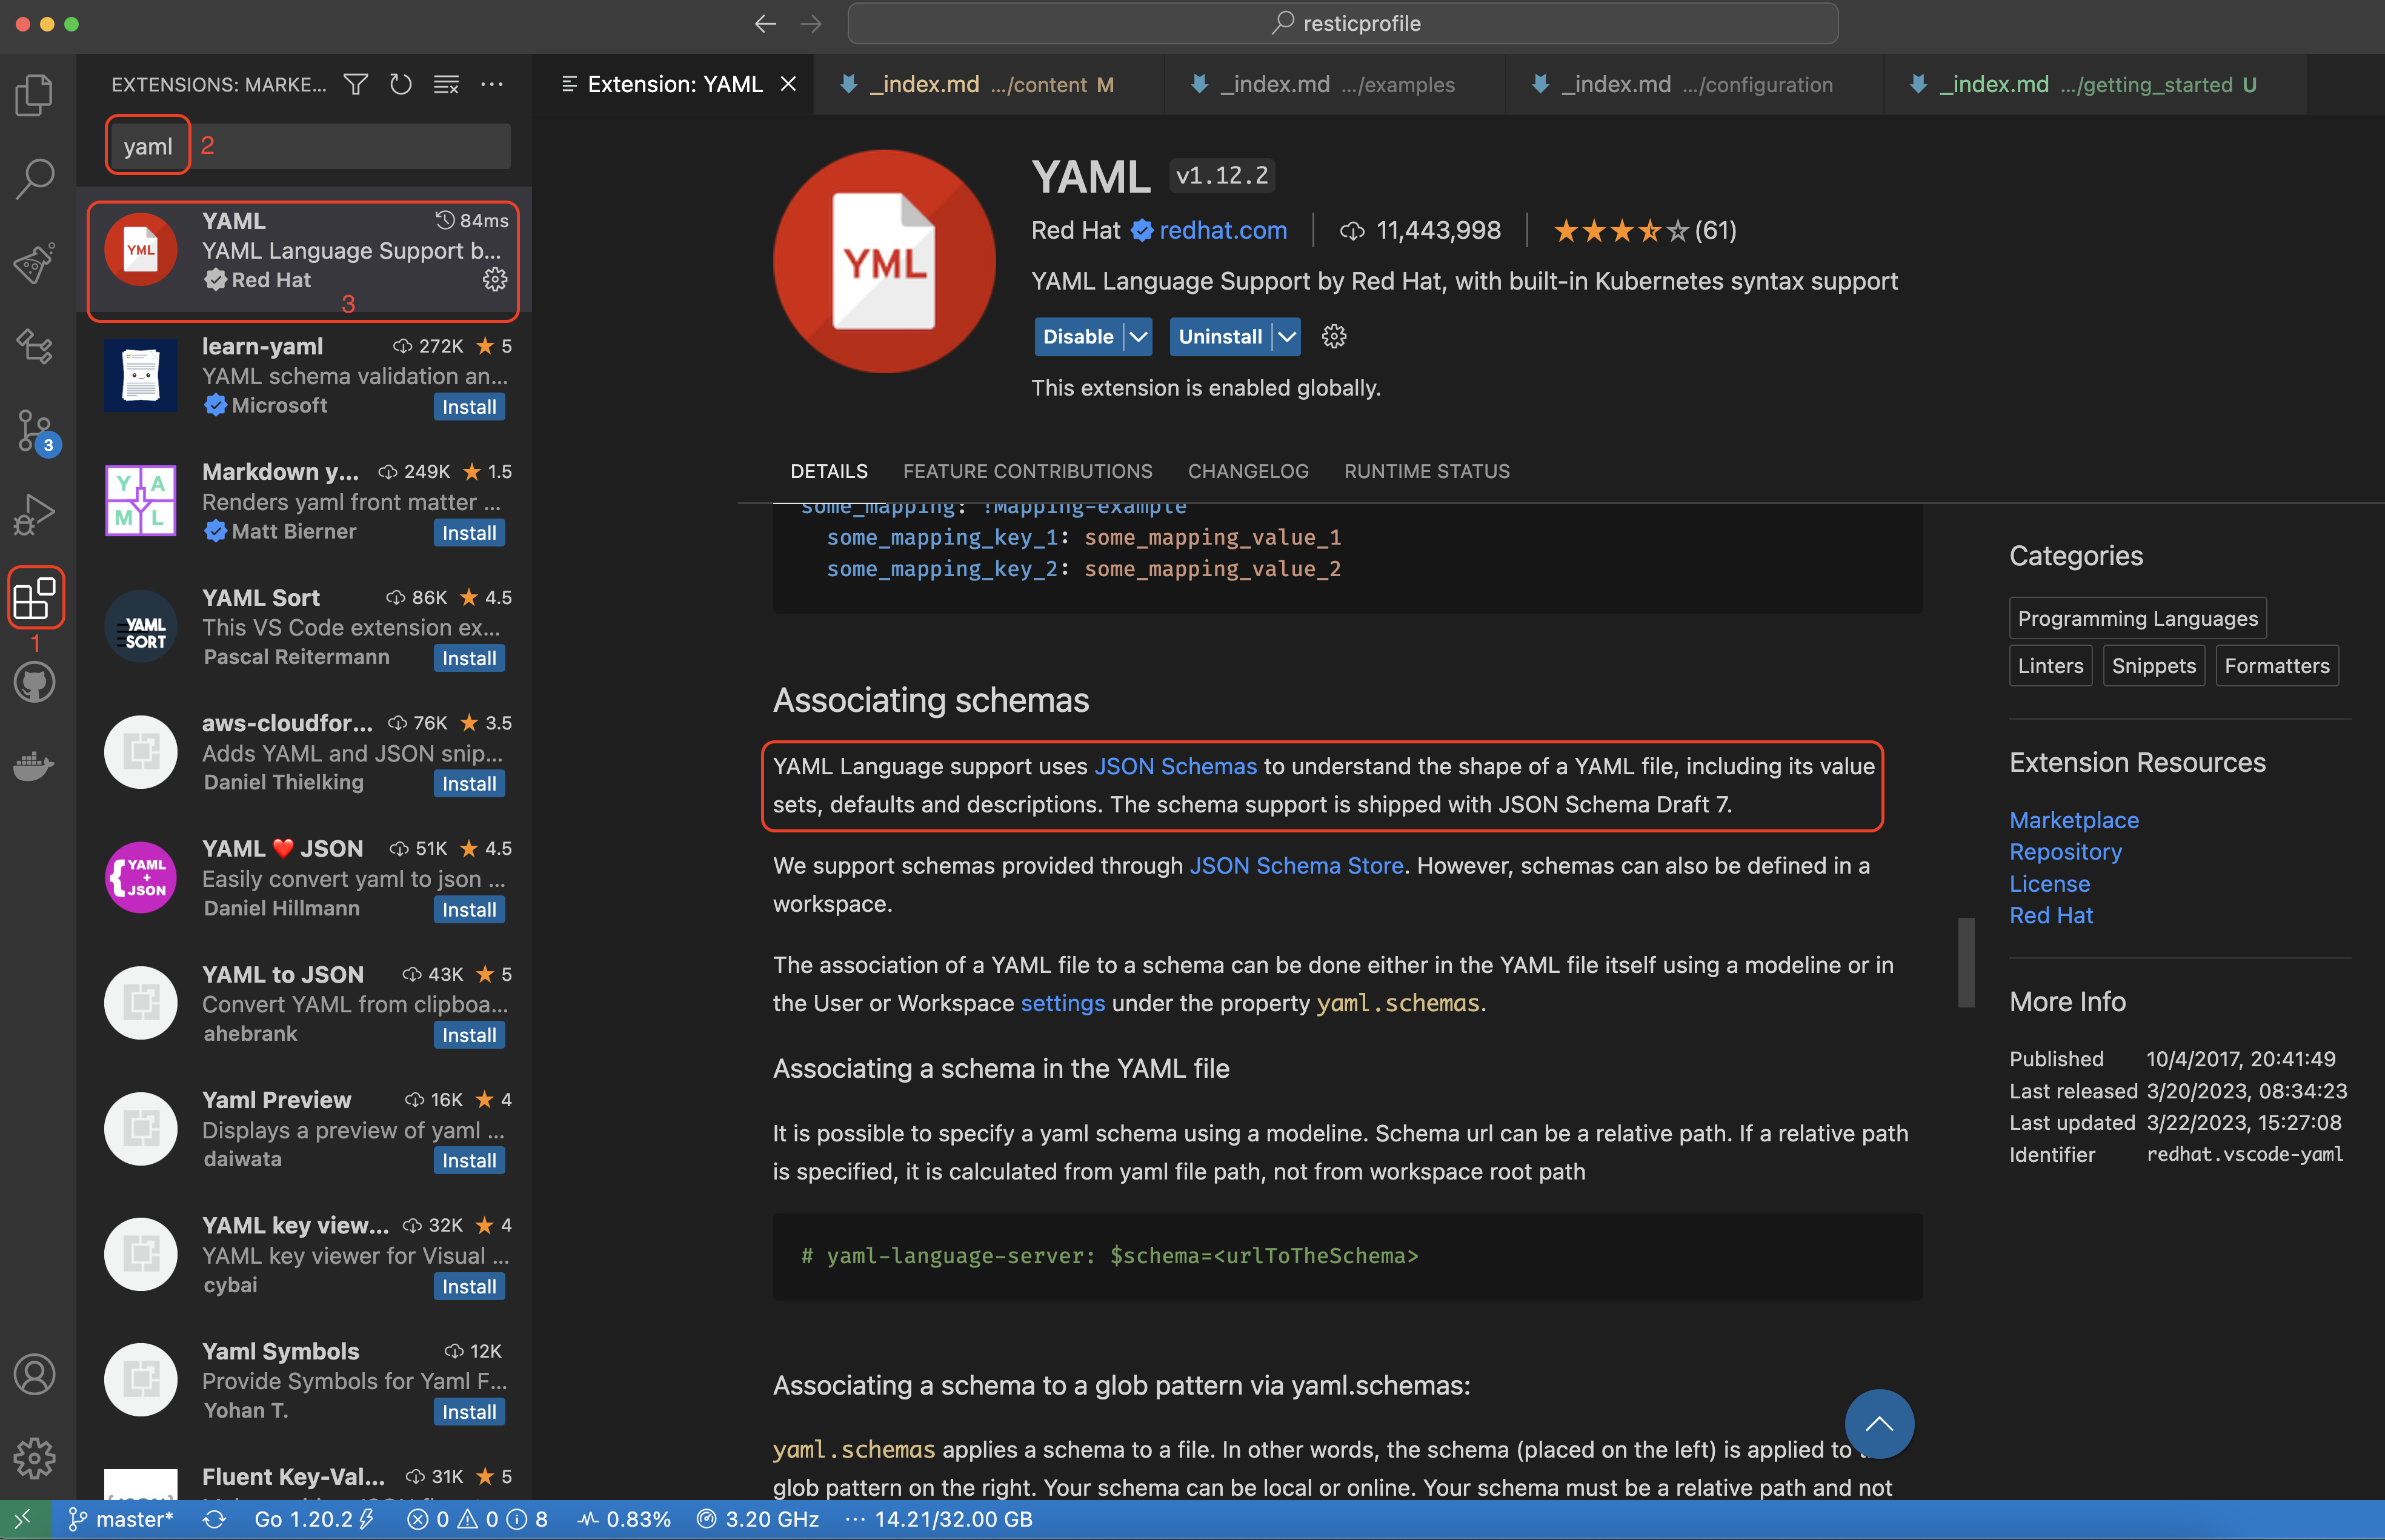 resticprofile
EXTENSIONS: MARKE...
Extension: YAML
_index.md .../content M
_index.md .../examples
_index.md .../configuration
_index.md .../getting_started U
yaml 2
YAML 84ms
YAML Language Support b...
Red Hat
3
learn-yaml 272K 5
YAML schema validation an...
Microsoft Install
Markdown y... 249K 1.5
Renders yaml front matter ...
Matt Bierner Install
YAML Sort 86K 4.5
This VS Code extension ex...
Pascal Reitermann Install
aws-cloudfor... 76K 3.5
Adds YAML and JSON snip...
Daniel Thielking Install
YAML ❤️ JSON 51K 4.5
Easily convert yaml to json ...
Daniel Hillmann Install
YAML to JSON 43K 5
Convert YAML from clipboa...
ahebrank Install
Yaml Preview 16K 4
Displays a preview of yaml ...
daiwata Install
YAML key view... 32K 4
YAML key viewer for Visual ...
cybai Install
Yaml Symbols 12K
Provide Symbols for Yaml F...
Yohan T. Install
Fluent Key-Val... 31K 5
YML
Y A
M L
YAML
SORT
YAML
+
JSON
3
1
YML
YAML v1.12.2
Red Hat redhat.com 11,443,998 (61)
YAML Language Support by Red Hat, with built-in Kubernetes syntax support
Disable Uninstall
This extension is enabled globally.
DETAILS FEATURE CONTRIBUTIONS CHANGELOG RUNTIME STATUS
some_mapping: !Mapping-example
some_mapping_key_1: some_mapping_value_1
some_mapping_key_2: some_mapping_value_2
Associating schemas
YAML Language support uses JSON Schemas to understand the shape of a YAML file, including its value
sets, defaults and descriptions. The schema support is shipped with JSON Schema Draft 7.
We support schemas provided through JSON Schema Store. However, schemas can also be defined in a
workspace.
The association of a YAML file to a schema can be done either in the YAML file itself using a modeline or in
the User or Workspace settings under the property yaml.schemas.
Associating a schema in the YAML file
It is possible to specify a yaml schema using a modeline. Schema url can be a relative path. If a relative path
is specified, it is calculated from yaml file path, not from workspace root path
# yaml-language-server: $schema=<urlToTheSchema>
Associating a schema to a glob pattern via yaml.schemas:
yaml.schemas applies a schema to a file. In other words, the schema (placed on the left) is applied to
glob pattern on the right. Your schema can be local or online. Your schema must be a relative path and not
Categories
Programming Languages
Linters Snippets Formatters
Extension Resources
Marketplace
Repository
License
Red Hat
More Info
Published 10/4/2017, 20:41:49
Last released 3/20/2023, 08:34:23
Last updated 3/22/2023, 15:27:08
Identifier redhat.vscode-yaml
master* Go 1.20.2 0 0 8 0.83% 3.20 GHz ··· 14.21/32.00 GB